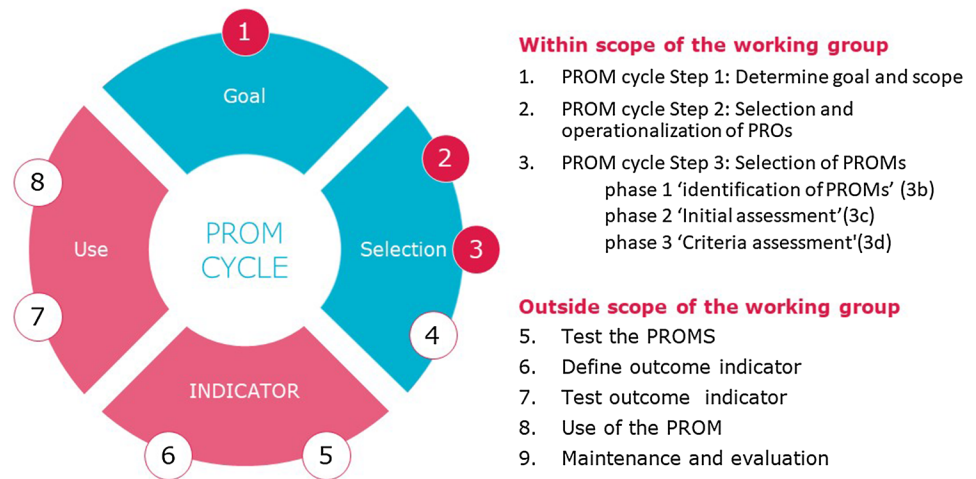 1
Goal
2
3
Selection
4
5
6
INDICATOR
7
8
Use
PROM
CYCLE
Within scope of the working group
1. PROM cycle Step 1: Determine goal and scope
2. PROM cycle Step 2: Selection and
operationalization of PROs
3. PROM cycle Step 3: Selection of PROMs
phase 1 ‘identification of PROMs’ (3b)
phase 2 ‘Initial assessment’(3c)
phase 3 ‘Criteria assessment'(3d)
Outside scope of the working group
5. Test the PROMS
6. Define outcome indicator
7. Test outcome indicator
8. Use of the PROM
9. Maintenance and evaluation